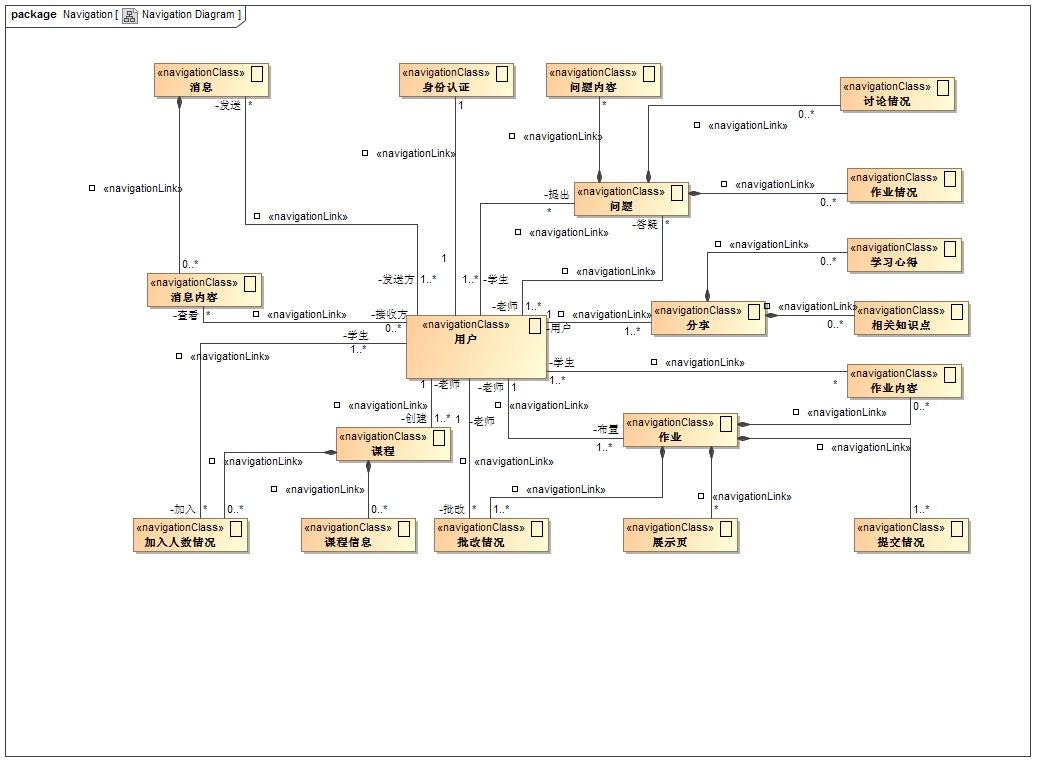 package Navigation [ Navigation Diagram ]
«navigationClass»
消息
«navigationClass»
身份认证
«navigationClass»
问题内容
«navigationClass»
讨论情况
-发送
*
1
*
0..*
«navigationLink»
«navigationLink»
«navigationLink»
«navigationLink»
«navigationClass»
作业情况
«navigationLink»
0..*
«navigationClass»
问题
-提出
*
-答疑
*
«navigationLink»
«navigationLink»
«navigationLink»
«navigationClass»
学习心得
«navigationLink»
0..*
1
0..*
«navigationLink»
-发送方
1..*
1..*
-学生
«navigationClass»
消息内容
-查看
*
«navigationLink»
-接收方
0..*
-老师
1..*
1
-用户
«navigationLink»
1..*
«navigationClass»
分享
«navigationLink»
0..*
«navigationClass»
相关知识点
«navigationClass»
用户
-学生
1..*
«navigationLink»
-学生
1..*
«navigationLink»
*
«navigationClass»
作业内容
0..*
1
-老师
-老师
1
«navigationLink»
«navigationLink»
«navigationLink»
-创建
1..*
1
-老师
-布置
1..*
«navigationClass»
课程
«navigationClass»
作业
«navigationLink»
«navigationLink»
«navigationLink»
«navigationLink»
«navigationLink»
«navigationLink»
-加入
*
0..*
0..*
-批改
*
1..*
*
1..*
«navigationClass»
加入人数情况
«navigationClass»
课程信息
«navigationClass»
批改情况
«navigationClass»
展示页
«navigationClass»
提交情况